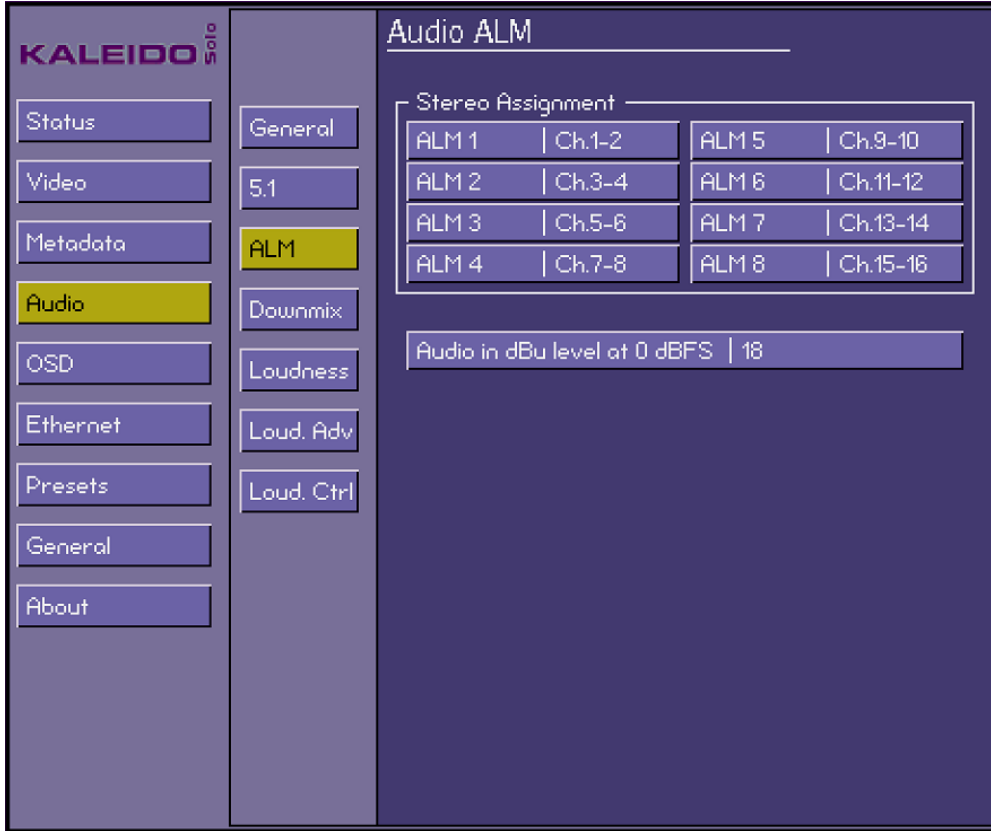 KALEIDO Solo
Status
Video
Metadata
Audio
OSD
Ethernet
Presets
General
About
General
5.1
ALM
Downmix
Loudness
Loud. Adv
Loud. Ctrl
Audio ALM
Stereo Assignment
ALM 1 | Ch.1-2
ALM 2 | Ch.3-4
ALM 3 | Ch.5-6
ALM 4 | Ch.7-8
ALM 5 | Ch.9-10
ALM 6 | Ch.11-12
ALM 7 | Ch.13-14
ALM 8 | Ch.15-16
Audio in dBu level at 0 dBFS | 18